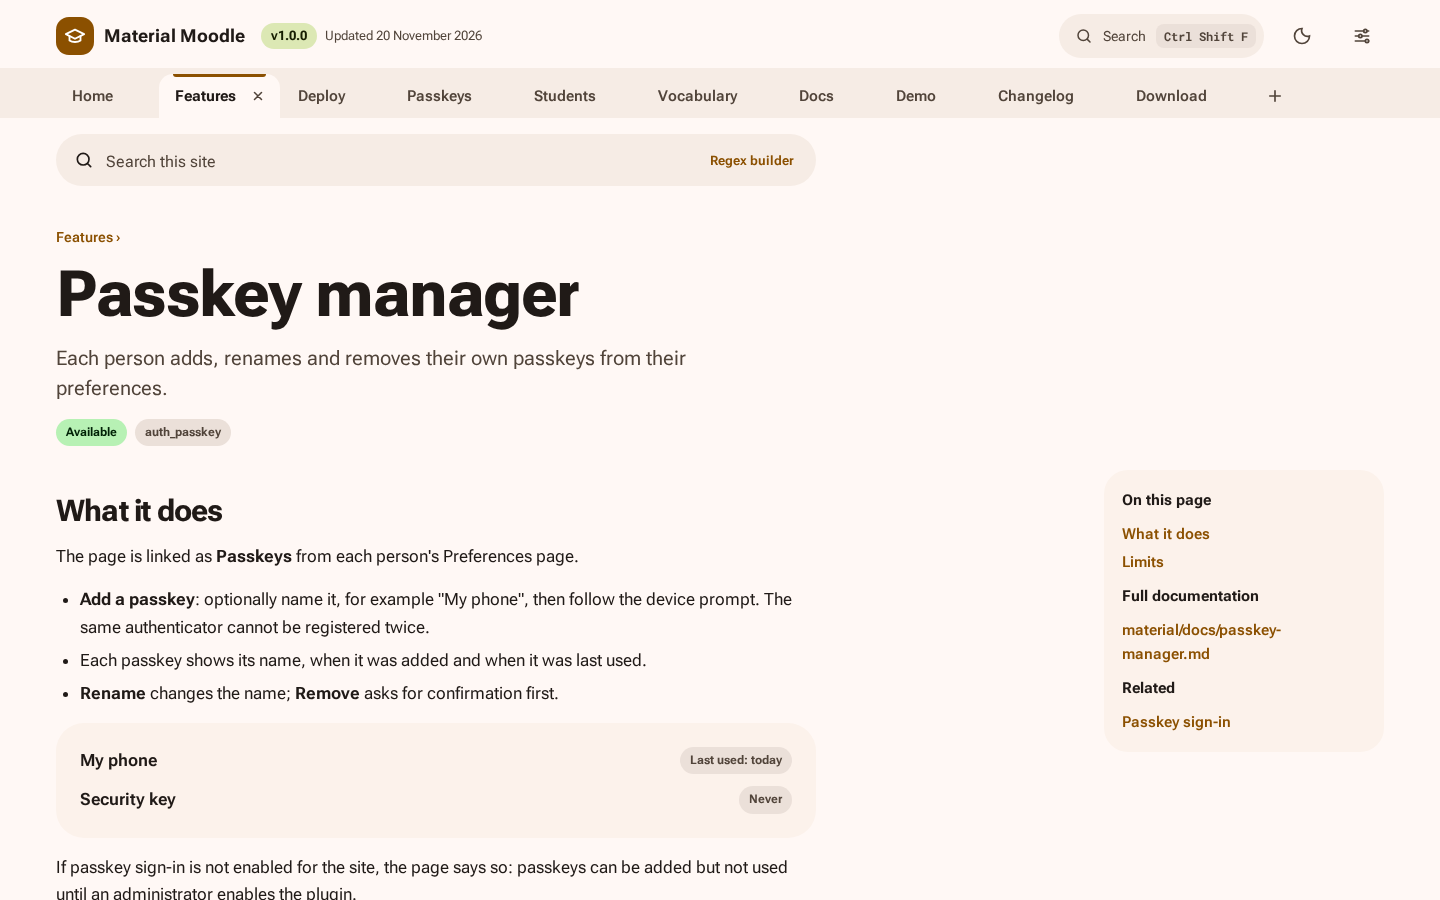 Material Moodle
v1.0.0
Updated 20 November 2026
Search
Ctrl Shift F
Home
Features
Deploy
Passkeys
Students
Vocabulary
Docs
Demo
Changelog
Download
Search this site
Regex builder
Features ›
Passkey manager
Each person adds, renames and removes their own passkeys from their
preferences.
Available
auth_passkey
What it does
The page is linked as Passkeys from each person's Preferences page.
• Add a passkey: optionally name it, for example "My phone", then follow the device prompt. The
same authenticator cannot be registered twice.
• Each passkey shows its name, when it was added and when it was last used.
• Rename changes the name; Remove asks for confirmation first.
My phone
Last used: today
Security key
Never
If passkey sign-in is not enabled for the site, the page says so: passkeys can be added but not used
until an administrator enables the plugin.
On this page
What it does
Limits
Full documentation
material/docs/passkey-
manager.md
Related
Passkey sign-in